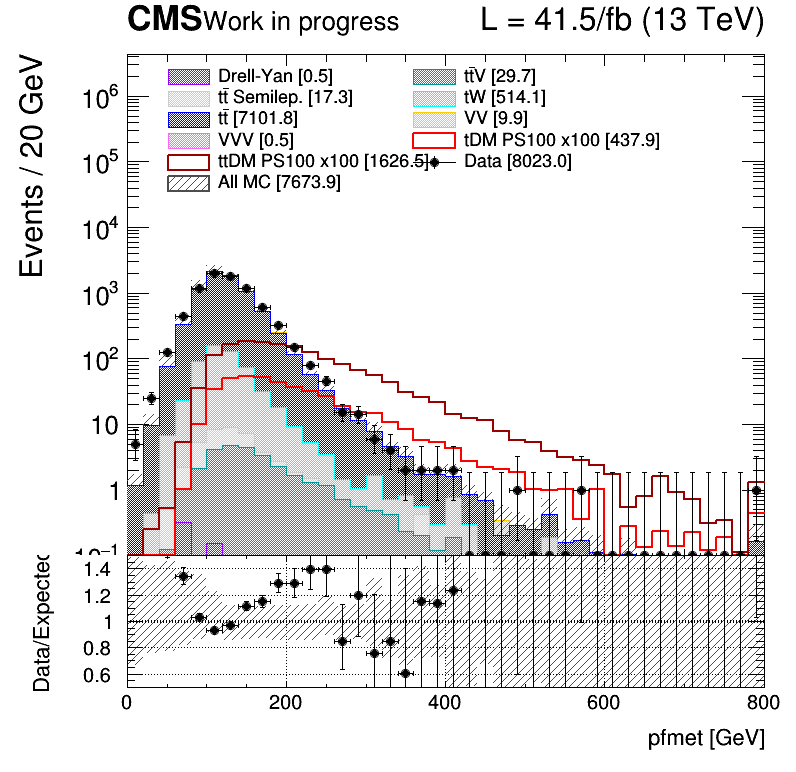 CMS Work in progress L = 41.5/fb (13 TeV)
Events / 20 GeV
Drell-Yan [0.5] tt̄V [29.7]
tt̄ Semilep. [17.3] tW [514.1]
tt̄ [7101.8] VV [9.9]
VVV [0.5] tDM PS100 x100 [437.9]
ttDM PS100 x100 [1626.5] Data [8023.0]
All MC [7673.9]
10⁶
10⁵
10⁴
10³
10²
10
1
10⁻¹
Data/Expected
1.4
1.2
1
0.8
0.6
0 200 400 600 800
pfmet [GeV]